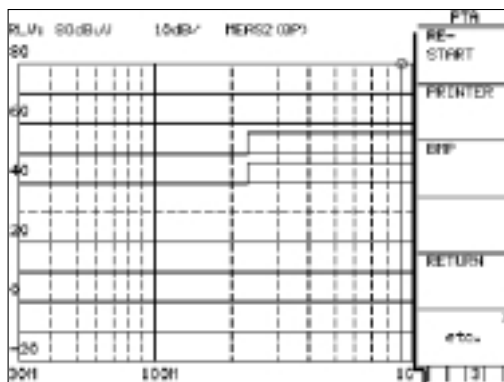 RLV: 80dBuV 10dB/ MEAS2(QP)
PTA
RE-
START
PRINTER
BMP
RETURN
etc.
80
60
40
20
0
-20
30M 100M